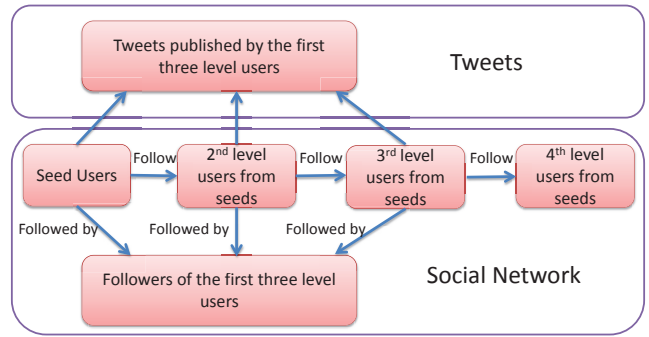 Tweets published by the first
three level users
Tweets
Seed Users
Follow
2nd level
users from
seeds
Follow
3rd level
users from
seeds
Follow
4th level
users from
seeds
Followed by
Followed by
Followed by
Followers of the first three level
users
Social Network